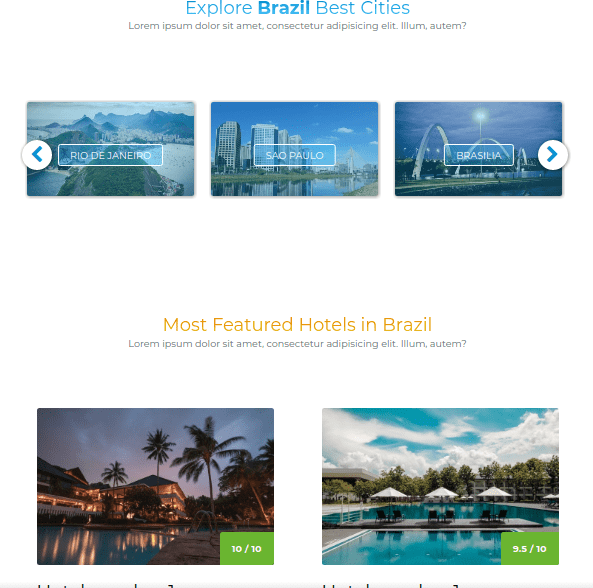 Explore Brazil Best Cities
Lorem ipsum dolor sit amet, consectetur adipisicing elit. Illum, autem?
RIO DE JANEIRO
SAO PAULO
BRASILIA
Most Featured Hotels in Brazil
Lorem ipsum dolor sit amet, consectetur adipisicing elit. Illum, autem?
10 / 10
9.5 / 10